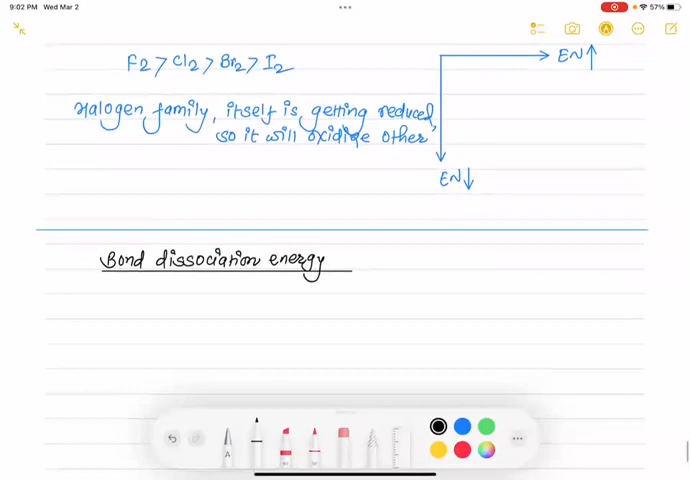 9:02 PM Wed Mar 2
57%
F2 > Cl2 > Br2 > I2
EN↑
Halogen family, itself is getting reduced,
so it will oxidize other
EN↓
Bond dissociation energy
A